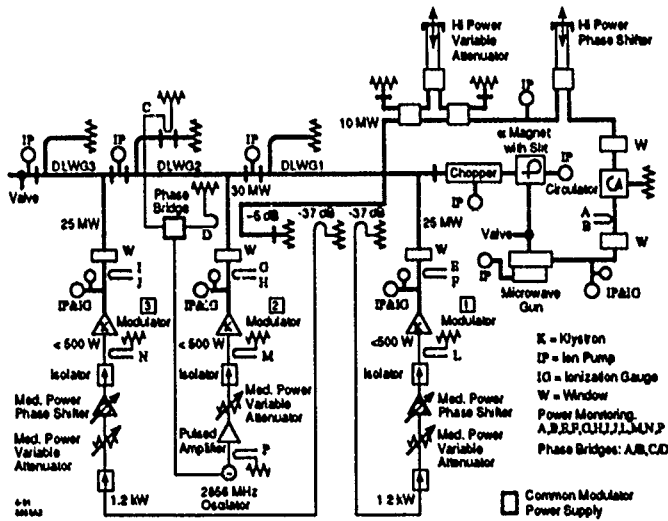 Hi Power
Variable
Attenuator
Hi Power
Phase Shifter
C
10 MW
IP
α Magnet
with Slit
IP
IP
IP
W
DLWG3
DLWG2
DLWG1
Chopper
IP
Circulator
CA
Valve
Phase
Bridge
30 MW
-6 dB
-37 dB
-37 dB
IP
A
B
25 MW
D
25 MW
Valve
W
W
W
W
I
J
G
H
E
F
IP
Microwave
Gun
IP&IG
IP&IG
IP&IG
IP&IG
3
2
1
K
Modulator
K
Modulator
K
Modulator
<500 W
N
<500 W
M
<500 W
L
Isolator
Isolator
Isolator
Med. Power
Phase Shifter
Med. Power
Variable
Attenuator
Med. Power
Phase Shifter
Med. Power
Variable
Attenuator
Pulsed
Amplifier
P
Med. Power
Variable
Attenuator
1.2 kW
2856 MHz
Oscillator
1.2 kW
K = Klystron
IP = Ion Pump
IG = Ionization Gauge
W = Window
Power Monitoring
A,B,E,F,G,H,I,J,L,M,N,P
Phase Bridges: A/B,C/D
Common Modulator
Power Supply